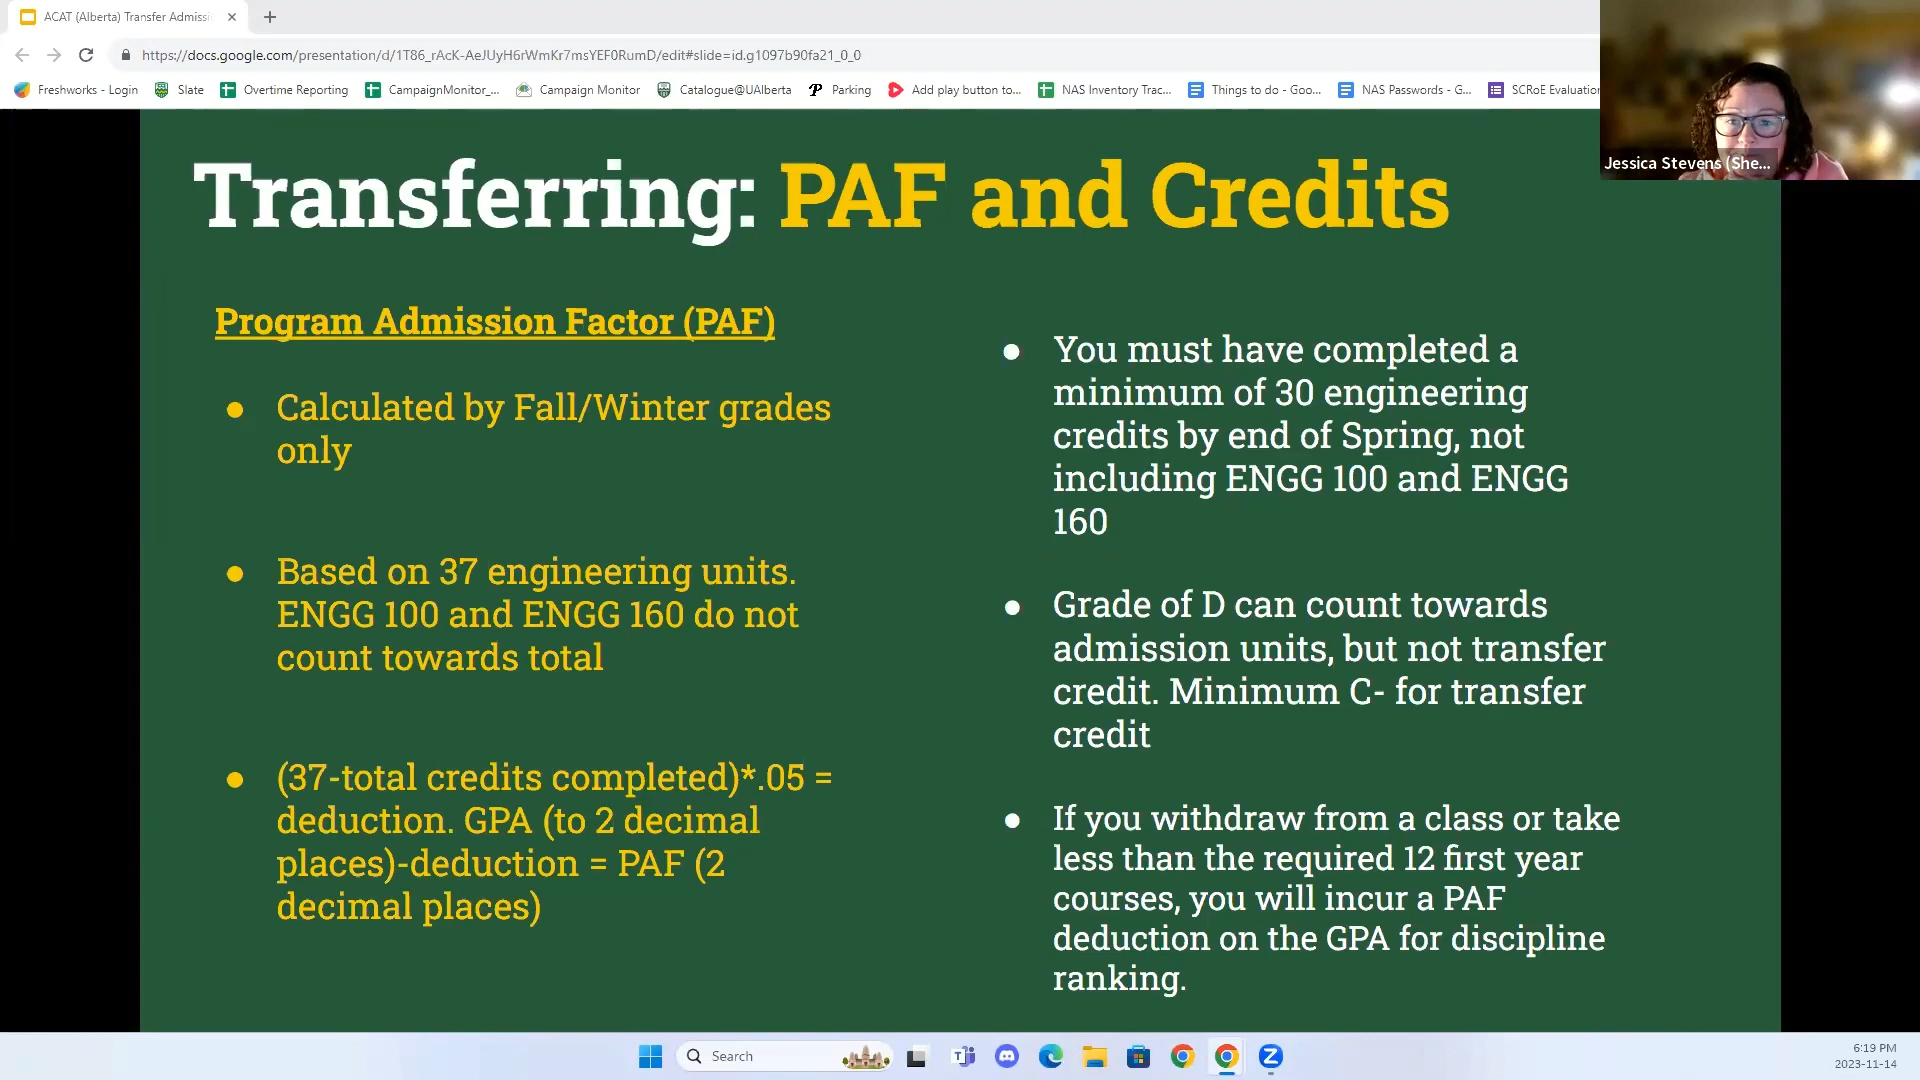 ACAT (Alberta) Transfer Admissi
https://docs.google.com/presentation/d/1T86_rAcK-AeJUyH6rWmKr7msYEF0RumD/edit#slide=id.g1097b90fa21_0_0
Freshworks - Login Slate Overtime Reporting CampaignMonitor_... Campaign Monitor Catalogue@UAlberta Parking Add play button to... NAS Inventory Trac... Things to do - Goo... NAS Passwords - G... SCRoE Evaluation
Jessica Stevens (She...
Transferring: PAF and Credits
Program Admission Factor (PAF)
● Calculated by Fall/Winter grades
only
● Based on 37 engineering units.
ENGG 100 and ENGG 160 do not
count towards total
● (37-total credits completed)*.05 =
deduction. GPA (to 2 decimal
places)-deduction = PAF (2
decimal places)
● You must have completed a
minimum of 30 engineering
credits by end of Spring, not
including ENGG 100 and ENGG
160
● Grade of D can count towards
admission units, but not transfer
credit. Minimum C- for transfer
credit
● If you withdraw from a class or take
less than the required 12 first year
courses, you will incur a PAF
deduction on the GPA for discipline
ranking.
Search
6:19 PM
2023-11-14